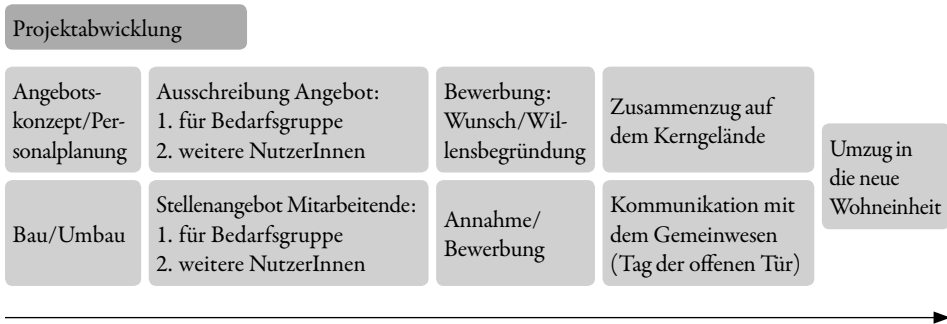 Projektabwicklung
Angebots-
konzept/Per-
sonalplanung
Ausschreibung Angebot:
1. für Bedarfsgruppe
2. weitere NutzerInnen
Bewerbung:
Wunsch/Wil-
lensbegründung
Zusammenzug auf
dem Kerngelände
Bau/Umbau
Stellenangebot Mitarbeitende:
1. für Bedarfsgruppe
2. weitere NutzerInnen
Annahme/
Bewerbung
Kommunikation mit
dem Gemeinwesen
(Tag der offenen Tür)
Umzug in
die neue
Wohneinheit